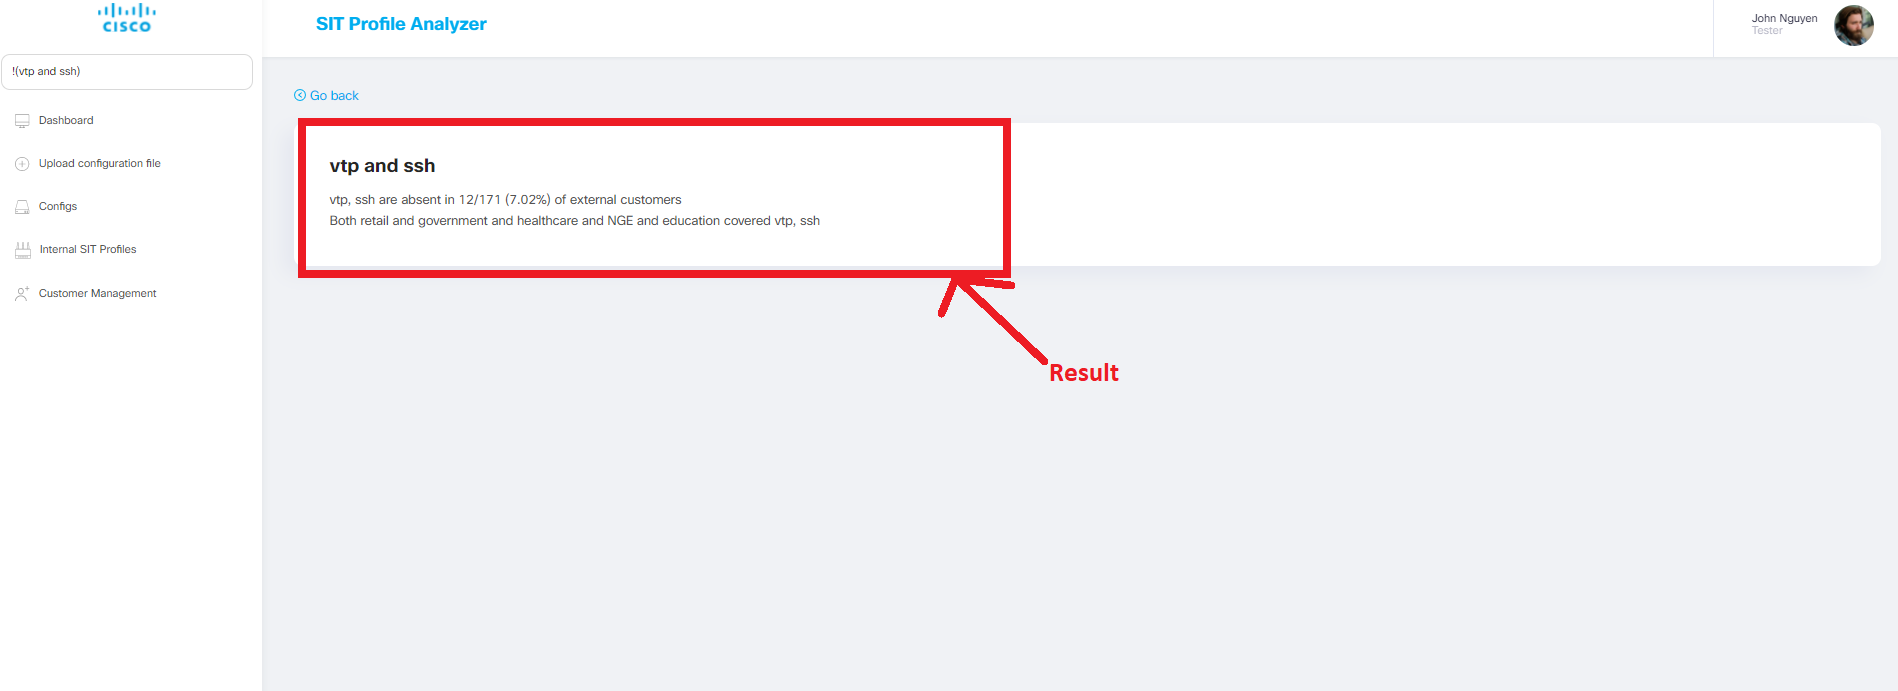 CISCO
SIT Profile Analyzer
John Nguyen
Tester
!(vtp and ssh)
Go back
Dashboard
Upload configuration file
Configs
Internal SIT Profiles
Customer Management
vtp and ssh
vtp, ssh are absent in 12/171 (7.02%) of external customers
Both retail and government and healthcare and NGE and education covered vtp, ssh
Result